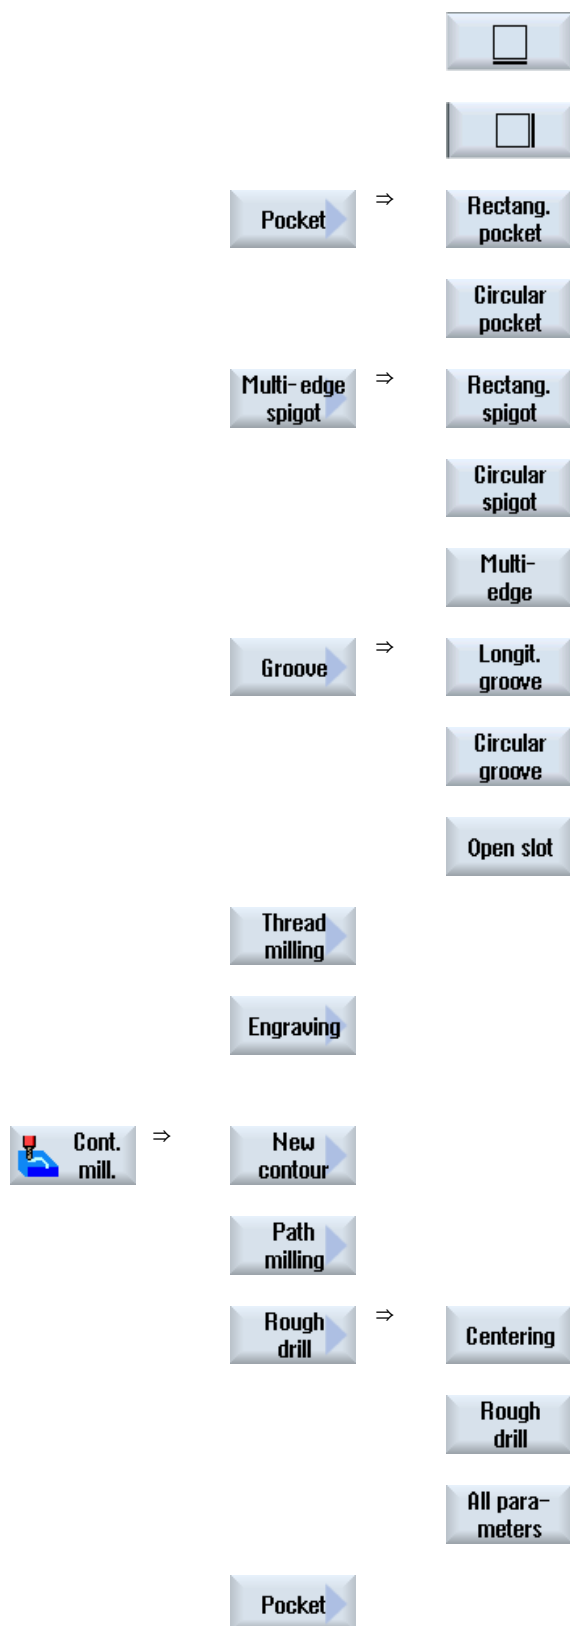 Pocket ⇒ Rectang.
pocket
Circular
pocket
Multi-edge
spigot
⇒
Rectang.
spigot
Circular
spigot
Multi-
edge
Groove ⇒ Longit.
groove
Circular
groove
Open slot
Thread
milling
Engraving
Cont.
mill.
⇒
New
contour
Path
milling
Rough
drill
⇒
Centering
Rough
drill
All para-
meters
Pocket